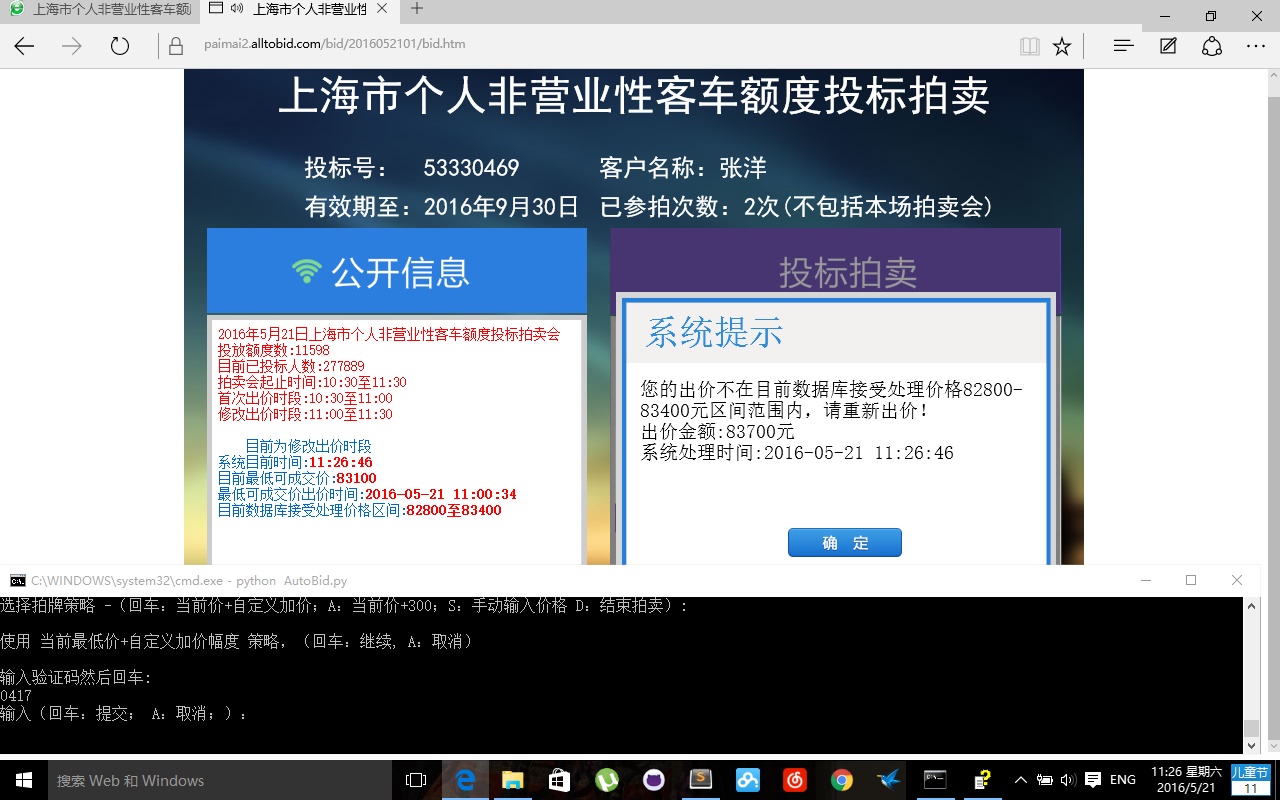 上海市个人非营业性客车额
上海市个人非营业性
paimai2.alltobid.com/bid/2016052101/bid.htm
上海市个人非营业性客车额度投标拍卖
投标号： 53330469 客户名称：张洋
有效期至：2016年9月30日 已参拍次数：2次(不包括本场拍卖会)
公开信息
投标拍卖
2016年5月21日上海市个人非营业性客车额度投标拍卖会
投放额度数:11598
目前已投标人数:277889
拍卖会起止时间:10:30至11:30
首次出价时段:10:30至11:00
修改出价时段:11:00至11:30
目前为修改出价时段
系统目前时间:11:26:46
目前最低可成交价:83100
最低可成交价出价时间:2016-05-21 11:00:34
目前数据库接受处理价格区间:82800至83400
系统提示
您的出价不在目前数据库接受处理价格82800-
83400元区间范围内，请重新出价！
出价金额:83700元
系统处理时间:2016-05-21 11:26:46
确 定
C:\WINDOWS\system32\cmd.exe - python AutoBid.py
选择拍牌策略 -（回车：当前价+自定义加价；A：当前价+300；S：手动输入价格 D：结束拍卖）：
使用 当前最低价+自定义加价幅度 策略，（回车：继续，A：取消）
输入验证码然后回车：
0417
输入（回车：提交； A：取消；）：
搜索 Web 和 Windows
ENG
11:26 星期六
2016/5/21
儿童节
11